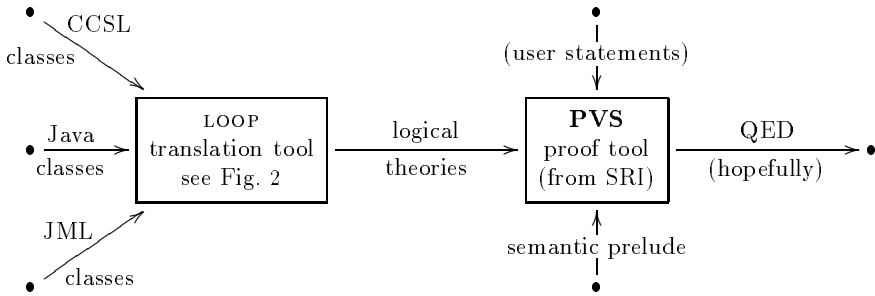 CCSL
classes
(user statements)
Java
classes
LOOP
translation tool
see Fig. 2
logical
theories
PVS
proof tool
(from SRI)
QED
(hopefully)
JML
classes
semantic prelude